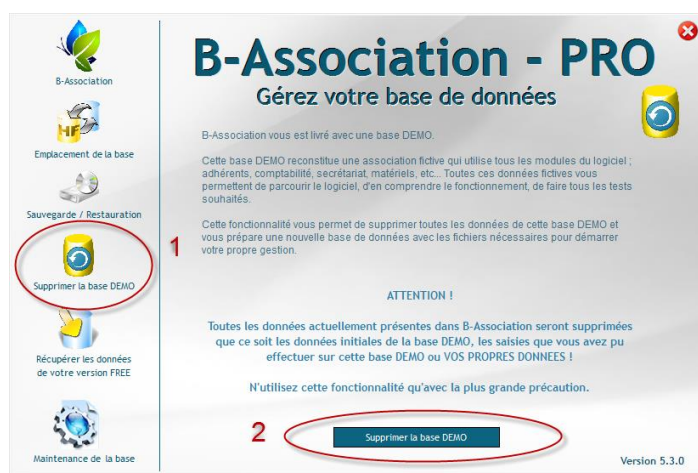 B-Association - PRO
Gérez votre base de données
B-Association
HF
Emplacement de la base
Sauvegarde / Restauration
1
Supprimer la base DEMO
Récupérer les données
de votre version FREE
Maintenance de la base
B-Association vous est livré avec une base DEMO.
Cette base DEMO reconstitue une association fictive qui utilise tous les modules du logiciel ;
adhérents, comptabilité, secrétariat, matériels, etc... Toutes ces données fictives vous
permettent de parcourir le logiciel, d'en comprendre le fonctionnement, de faire tous les tests
souhaités.
Cette fonctionnalité vous permet de supprimer toutes les données de cette base DEMO et
vous prépare une nouvelle base de données avec les fichiers nécessaires pour démarrer
votre propre gestion.
ATTENTION !
Toutes les données actuellement présentes dans B-Association seront supprimées
que ce soit les données initiales de la base DEMO, les saisies que vous avez pu
effectuer sur cette base DEMO ou VOS PROPRES DONNEES !
N'utilisez cette fonctionnalité qu'avec la plus grande précaution.
2
Supprimer la base DEMO
Version 5.3.0